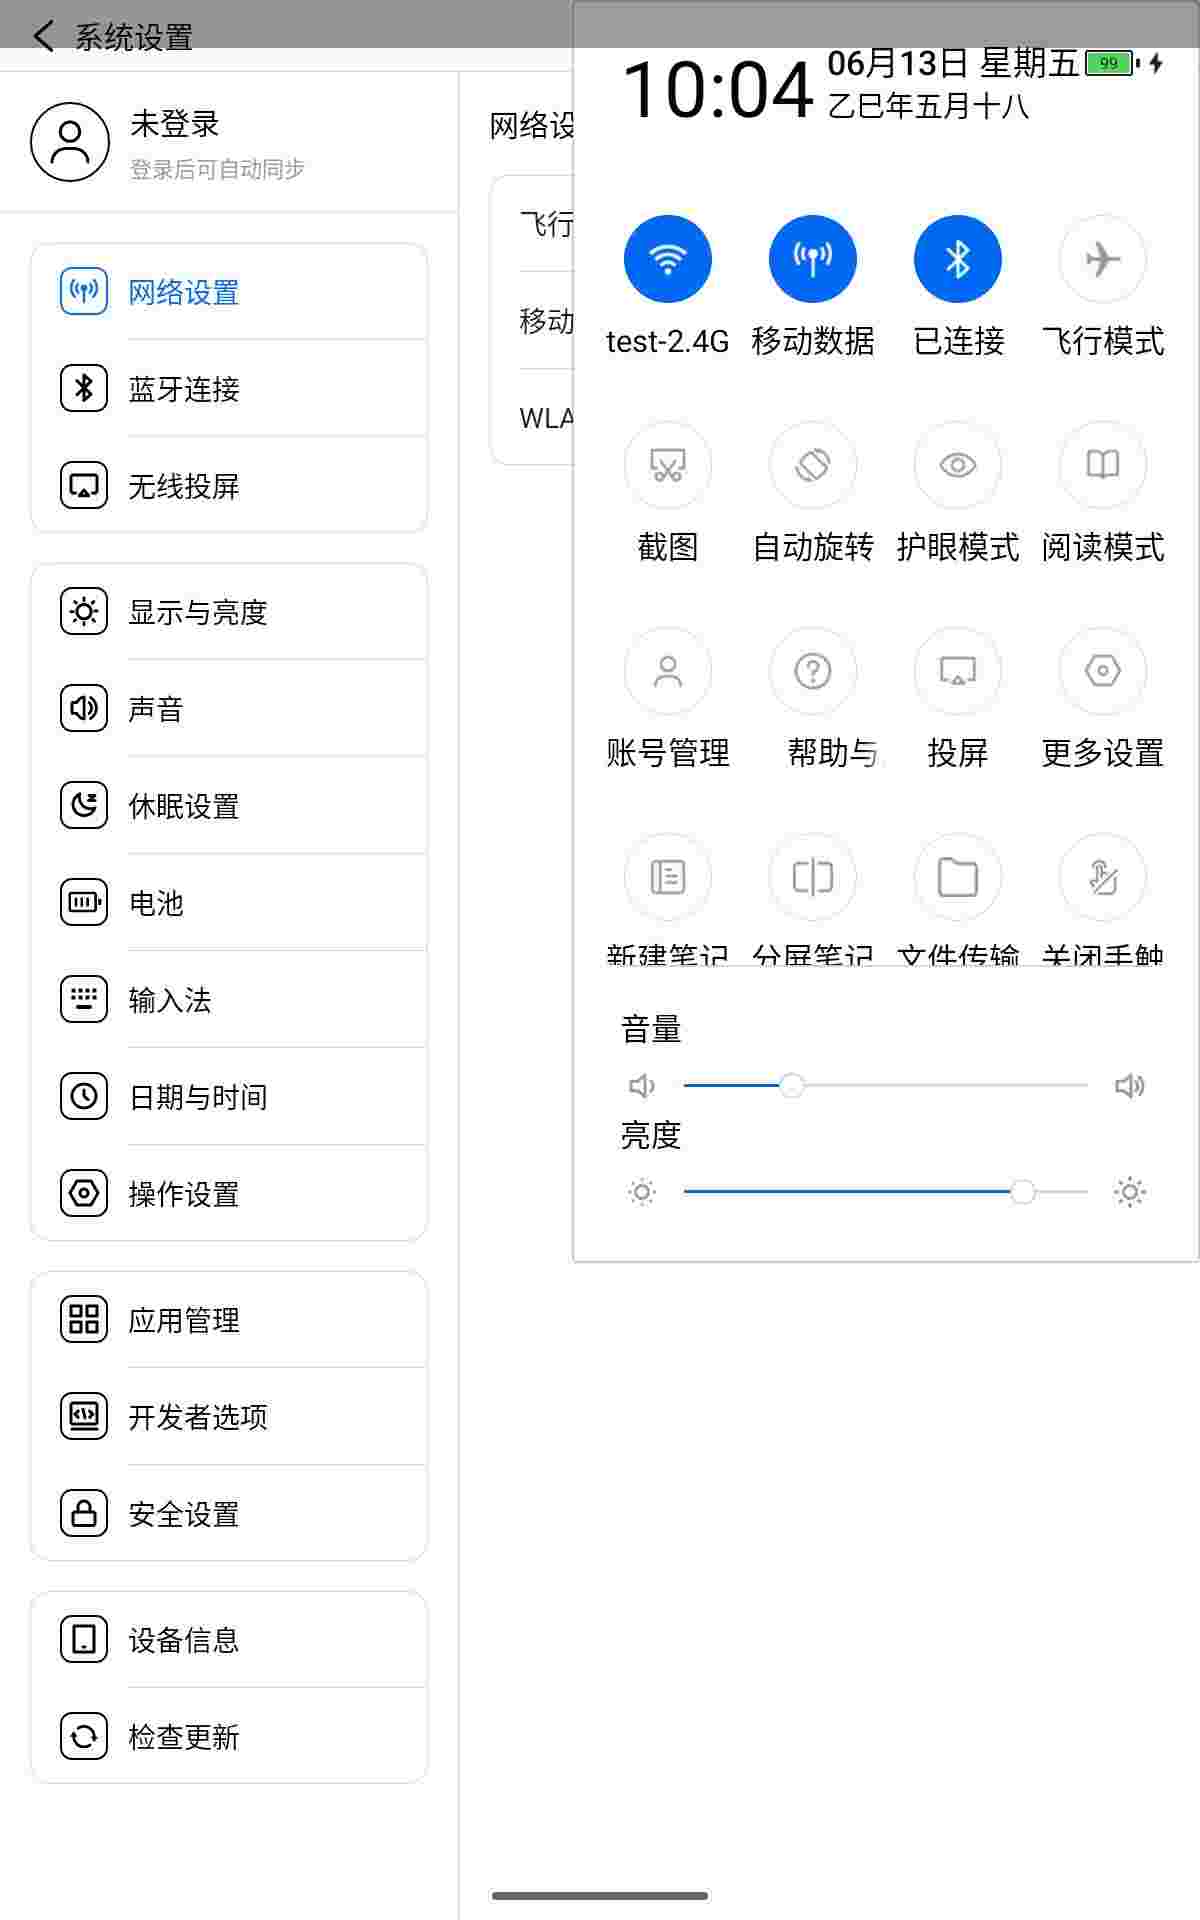 系统设置
未登录
登录后可自动同步
网络设置
蓝牙连接
无线投屏
显示与亮度
声音
休眠设置
电池
输入法
日期与时间
操作设置
应用管理
开发者选项
安全设置
设备信息
检查更新
网络设
飞行
移动
WLA
10:04
06月13日 星期五
99
乙巳年五月十八
test-2.4G 移动数据 已连接 飞行模式
截图 自动旋转 护眼模式 阅读模式
账号管理 帮助与 投屏 更多设置
新建笔记 分屏笔记 文件传输 关闭手触
音量
亮度